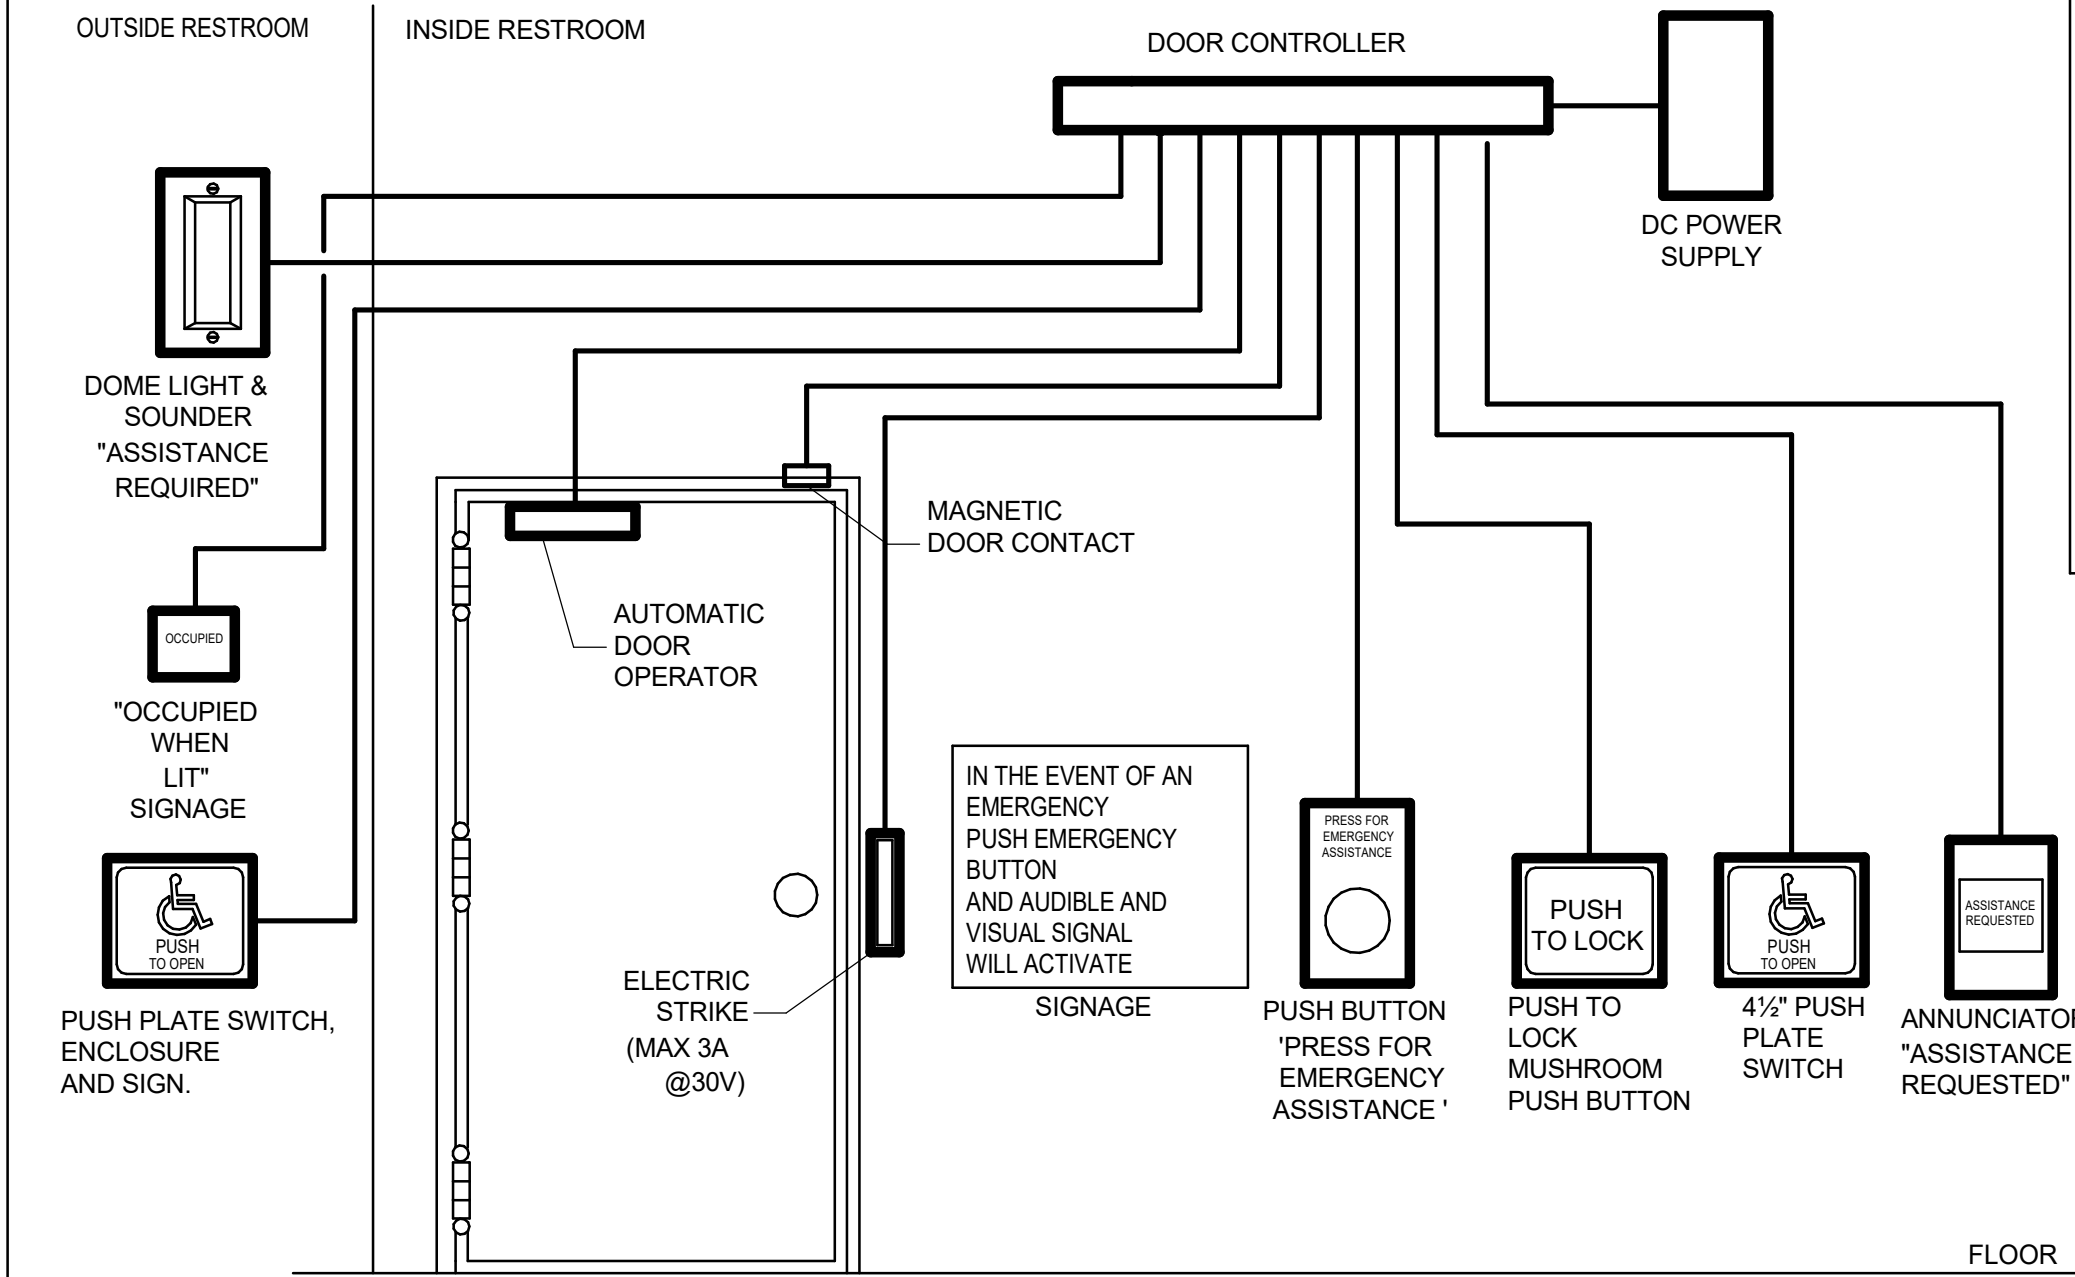 OUTSIDE RESTROOM
INSIDE RESTROOM
DOOR CONTROLLER
DC POWER
SUPPLY
DOME LIGHT &
SOUNDER
"ASSISTANCE
REQUIRED"
MAGNETIC
DOOR CONTACT
AUTOMATIC
DOOR
OPERATOR
OCCUPIED
"OCCUPIED
WHEN
LIT"
SIGNAGE
PUSH
TO OPEN
PUSH PLATE SWITCH,
ENCLOSURE
AND SIGN.
ELECTRIC
STRIKE
(MAX 3A
@30V)
IN THE EVENT OF AN
EMERGENCY
PUSH EMERGENCY
BUTTON
AND AUDIBLE AND
VISUAL SIGNAL
WILL ACTIVATE
SIGNAGE
PRESS FOR
EMERGENCY
ASSISTANCE
PUSH BUTTON
'PRESS FOR
EMERGENCY
ASSISTANCE '
PUSH
TO LOCK
PUSH TO
LOCK
MUSHROOM
PUSH BUTTON
PUSH
TO OPEN
4½" PUSH
PLATE
SWITCH
ASSISTANCE
REQUESTED
ANNUNCIATOR
"ASSISTANCE
REQUESTED"
FLOOR